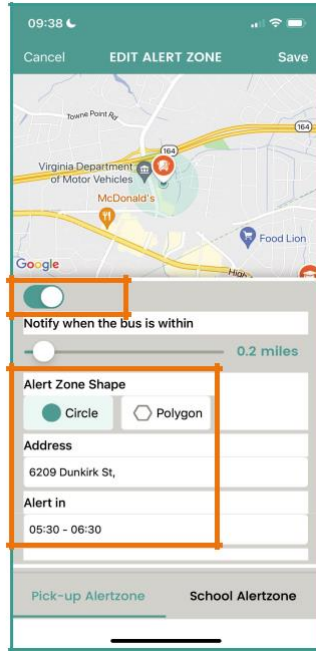 09:38
Cancel EDIT ALERT ZONE Save
Towne Point Rd
164
164
Virginia Department
of Motor Vehicles
McDonald's
Food Lion
Google
High
Notify when the bus is within
0.2 miles
Alert Zone Shape
Circle Polygon
Address
6209 Dunkirk St,
Alert in
05:30 - 06:30
Pick-up Alertzone School Alertzone